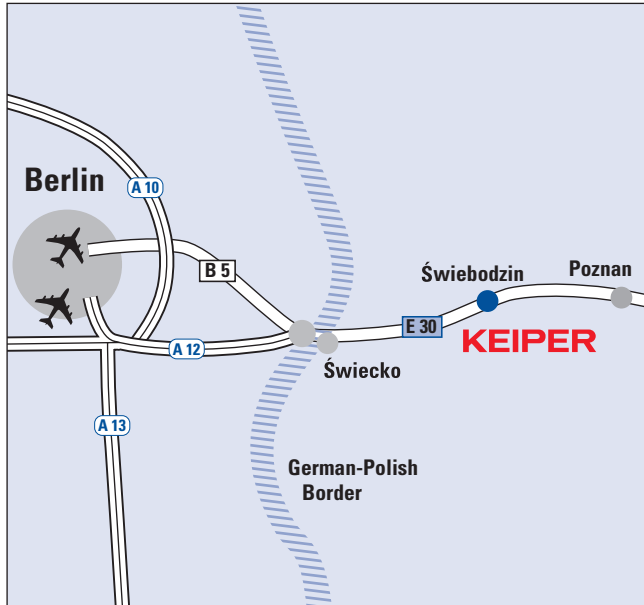 Berlin
A 10
B 5
Świebodzin
Poznan
E 30
KEIPER
A 12
Świecko
A 13
German-Polish
Border